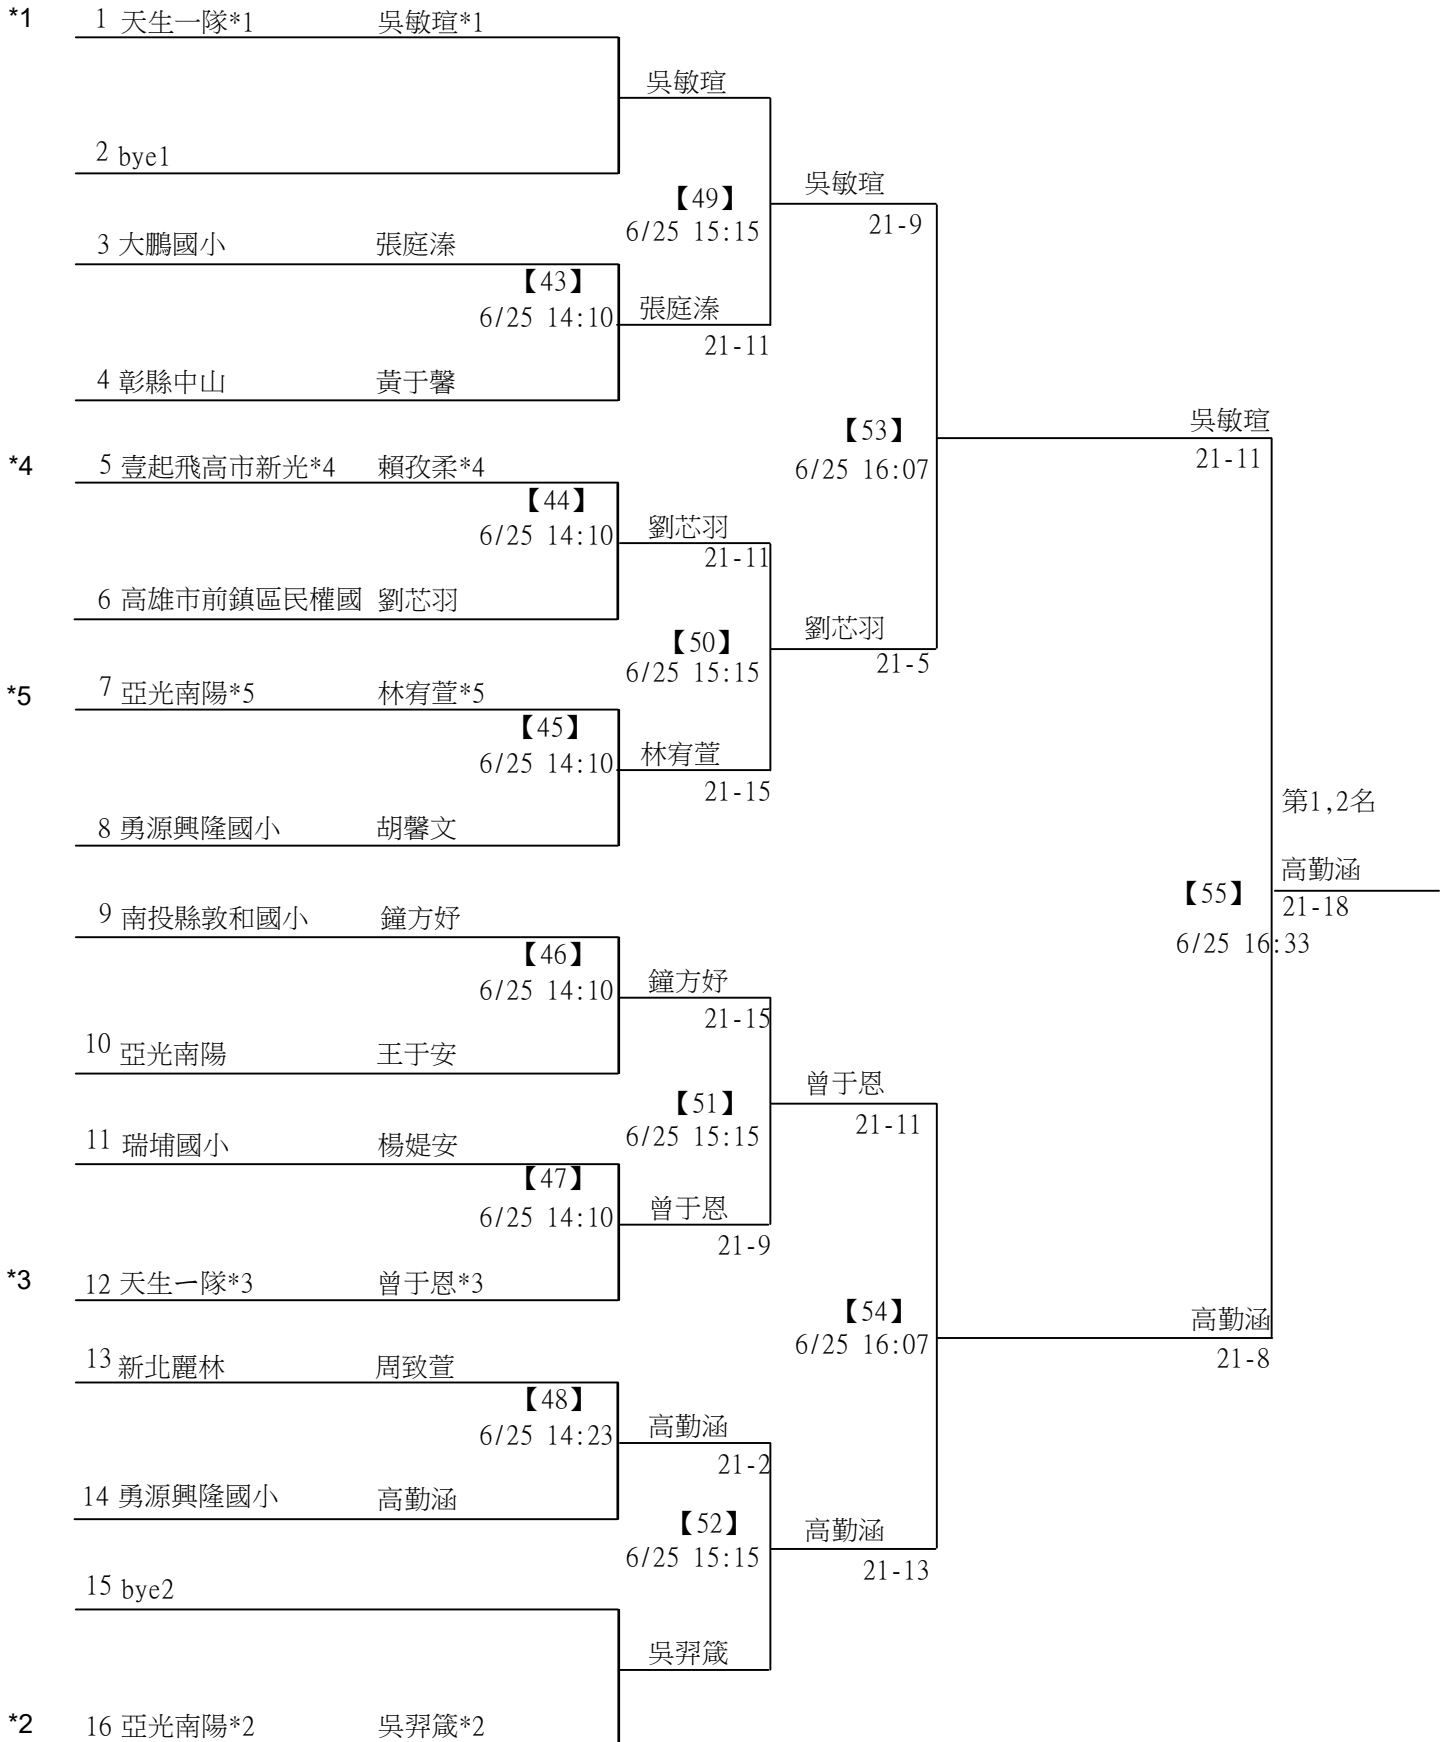 *1 1 天生一隊*1 吳敏瑄*1
吳敏瑄
2 bye1
吳敏瑄
【49】
6/25 15:15
21-9
3 大鵬國小 張庭溱
【43】
6/25 14:10
張庭溱
21-11
4 彰縣中山 黃于馨
吳敏瑄
【53】
6/25 16:07
21-11
*4 5 壹起飛高市新光*4 賴孜柔*4
【44】
6/25 14:10
劉芯羽
21-11
6 高雄市前鎮區民權國 劉芯羽
劉芯羽
【50】
6/25 15:15
21-5
*5 7 亞光南陽*5 林宥萱*5
【45】
6/25 14:10
林宥萱
21-15
第1,2名
8 勇源興隆國小 胡馨文
高勤涵
【55】
21-18
6/25 16:33
9 南投縣敦和國小 鐘方妤
【46】
6/25 14:10
鐘方妤
21-15
10 亞光南陽 王于安
曾于恩
【51】
6/25 15:15
21-11
11 瑞埔國小 楊媞安
【47】
6/25 14:10
曾于恩
21-9
*3 12 天生一隊*3 曾于恩*3
【54】
6/25 16:07
高勤涵
21-8
13 新北麗林 周致萱
【48】
6/25 14:23
高勤涵
21-2
14 勇源興隆國小 高勤涵
【52】
6/25 15:15
高勤涵
21-13
15 bye2
吳羿箴
*2 16 亞光南陽*2 吳羿箴*2